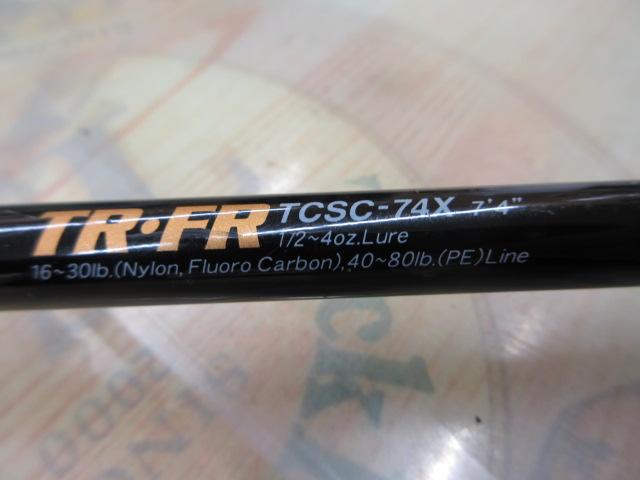 TR·FR TCSC-74X 7'4"
1/2~4oz.Lure
16~30lb.(Nylon, Fluoro Carbon), 40~80lb.(PE)Line